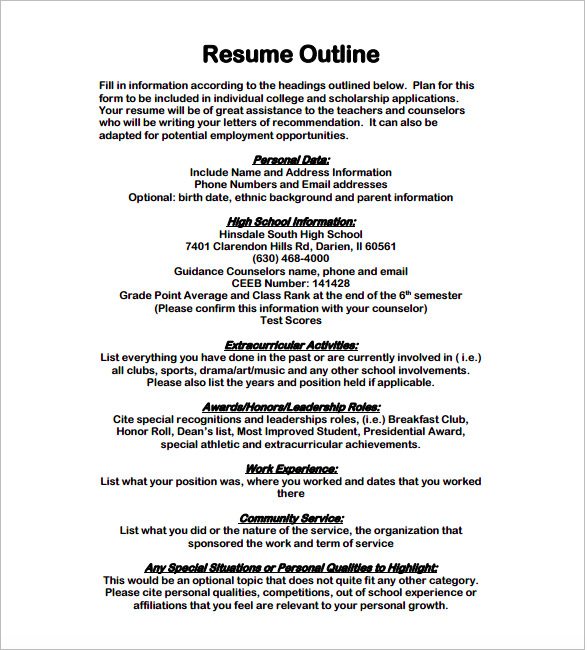 Resume Outline
Fill in information according to the headings outlined below. Plan for this
form to be included in individual college and scholarship applications.
Your resume will be of great assistance to the teachers and counselors
who will be writing your letters of recommendation. It can also be
adapted for potential employment opportunities.
Personal Data:
Include Name and Address Information
Phone Numbers and Email addresses
Optional: birth date, ethnic background and parent information
High School Information:
Hinsdale South High School
7401 Clarendon Hills Rd, Darien, Il 60561
(630) 468-4000
Guidance Counselors name, phone and email
CEEB Number: 141428
Grade Point Average and Class Rank at the end of the 6th semester
(Please confirm this information with your counselor)
Test Scores
Extracurricular Activities:
List everything you have done in the past or are currently involved in ( i.e.)
all clubs, sports, drama/art/music and any other school involvements.
Please also list the years and position held if applicable.
Awards/Honors/Leadership Roles:
Cite special recognitions and leaderships roles, (i.e.) Breakfast Club,
Honor Roll, Dean's list, Most Improved Student, Presidential Award,
special athletic and extracurricular achievements.
Work Experience:
List what your position was, where you worked and dates that you worked
there
Community Service:
List what you did or the nature of the service, the organization that
sponsored the work and term of service
Any Special Situations or Personal Qualities to Highlight:
This would be an optional topic that does not quite fit any other category.
Please cite personal qualities, competitions, out of school experience or
affiliations that you feel are relevant to your personal growth.